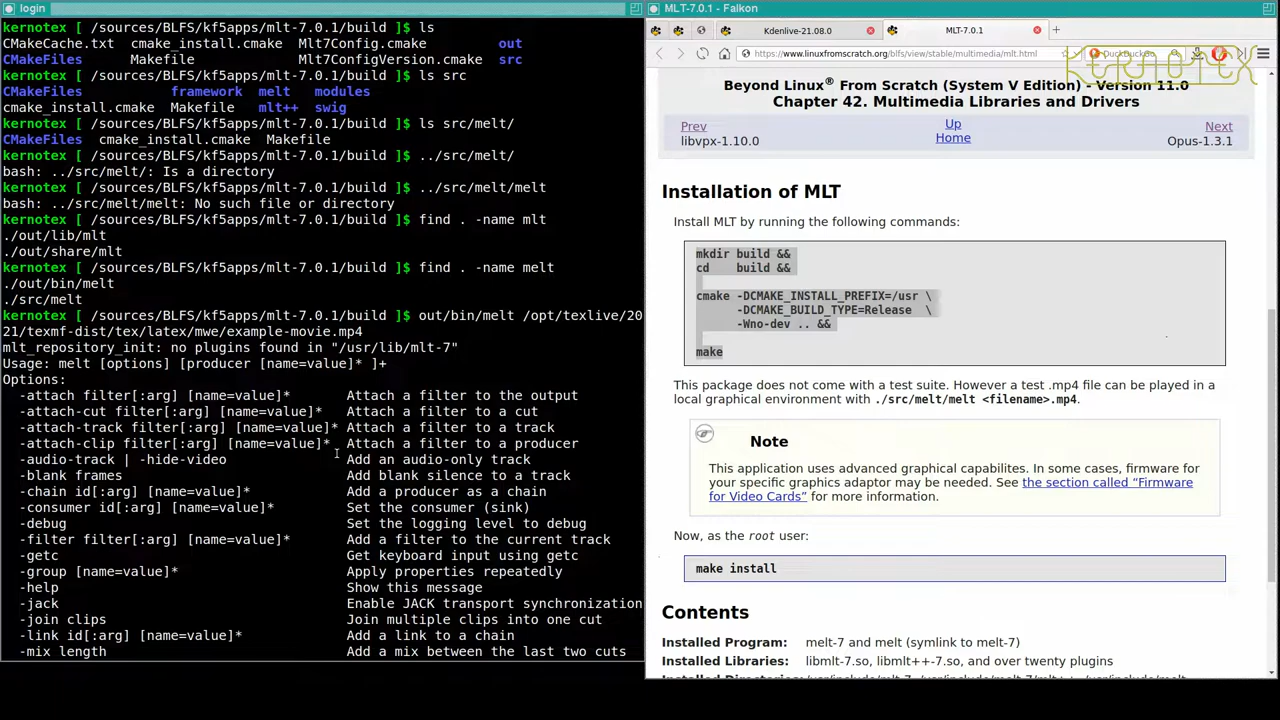 login
kernotex [ /sources/BLFS/kf5apps/mlt-7.0.1/build ]$ ls
CMakeCache.txt cmake_install.cmake Mlt7Config.cmake out
CMakeFiles Makefile Mlt7ConfigVersion.cmake src
kernotex [ /sources/BLFS/kf5apps/mlt-7.0.1/build ]$ ls src
CMakeFiles framework melt modules
cmake_install.cmake Makefile mlt++ swig
kernotex [ /sources/BLFS/kf5apps/mlt-7.0.1/build ]$ ls src/melt/
CMakeFiles cmake_install.cmake Makefile
kernotex [ /sources/BLFS/kf5apps/mlt-7.0.1/build ]$ ../src/melt/
bash: ../src/melt/: Is a directory
kernotex [ /sources/BLFS/kf5apps/mlt-7.0.1/build ]$ ../src/melt/melt
bash: ../src/melt/melt: No such file or directory
kernotex [ /sources/BLFS/kf5apps/mlt-7.0.1/build ]$ find . -name mlt
./out/lib/mlt
./out/share/mlt
kernotex [ /sources/BLFS/kf5apps/mlt-7.0.1/build ]$ find . -name melt
./out/bin/melt
./src/melt
kernotex [ /sources/BLFS/kf5apps/mlt-7.0.1/build ]$ out/bin/melt /opt/texlive/20
21/texmf-dist/tex/latex/mwe/example-movie.mp4
mlt_repository_init: no plugins found in "/usr/lib/mlt-7"
Usage: melt [options] [producer [name=value]* ]+
Options:
-attach filter[:arg] [name=value]* Attach a filter to the output
-attach-cut filter[:arg] [name=value]* Attach a filter to a cut
-attach-track filter[:arg] [name=value]* Attach a filter to a track
-attach-clip filter[:arg] [name=value]* Attach a filter to a producer
-audio-track | -hide-video Add an audio-only track
-blank frames Add blank silence to a track
-chain id[:arg] [name=value]* Add a producer as a chain
-consumer id[:arg] [name=value]* Set the consumer (sink)
-debug Set the logging level to debug
-filter filter[:arg] [name=value]* Add a filter to the current track
-getc Get keyboard input using getc
-group [name=value]* Apply properties repeatedly
-help Show this message
-jack Enable JACK transport synchronization
-join clips Join multiple clips into one cut
-link id[:arg] [name=value]* Add a link to a chain
-mix length Add a mix between the last two cuts
MLT-7.0.1 - Falkon
Kdenlive-21.08.0 MLT-7.0.1
https://www.linuxfromscratch.org/blfs/view/stable/multimedia/mlt.html DuckDuckGo
KERNOTEX
Beyond Linux® From Scratch (System V Edition) - Version 11.0
Chapter 42. Multimedia Libraries and Drivers
Prev Up Next
libvpx-1.10.0 Home Opus-1.3.1
Installation of MLT
Install MLT by running the following commands:
mkdir build &&
cd build &&
cmake -DCMAKE_INSTALL_PREFIX=/usr \
-DCMAKE_BUILD_TYPE=Release \
-Wno-dev .. &&
make
This package does not come with a test suite. However a test .mp4 file can be played in a
local graphical environment with ./src/melt/melt <filename>.mp4.
Note
This application uses advanced graphical capabilites. In some cases, firmware for
your specific graphics adaptor may be needed. See the section called “Firmware
for Video Cards” for more information.
Now, as the root user:
make install
Contents
Installed Program: melt-7 and melt (symlink to melt-7)
Installed Libraries: libmlt-7.so, libmlt++-7.so, and over twenty plugins